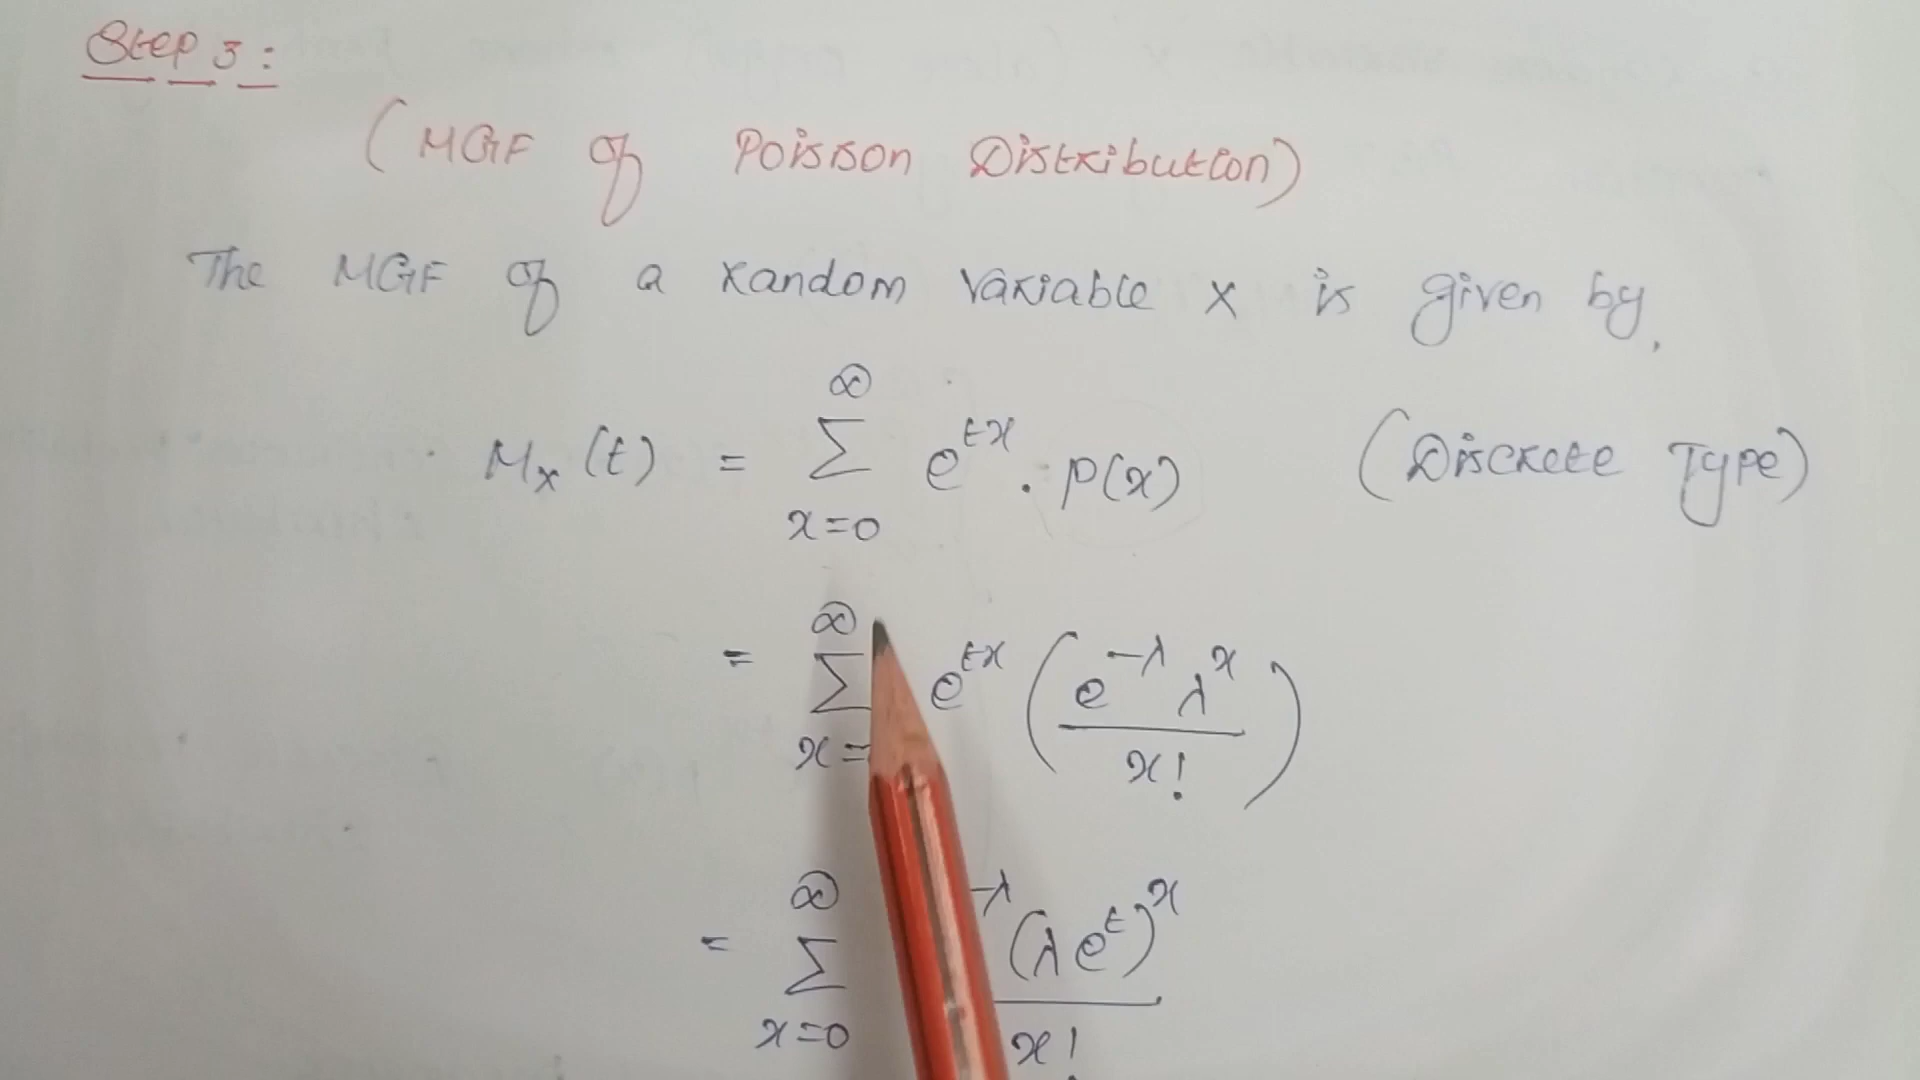 Step 3:
(MGF of Poisson Distribution)
The MGF of a random variable X is given by,
Mx(t) = ∞ Σ x=0 e^tx . P(x) (Discrete Type)
= ∞ Σ x= e^tx ( e^-λ λ^x / x! )
= ∞ Σ x=0 -λ (λ e^t)^x / x!